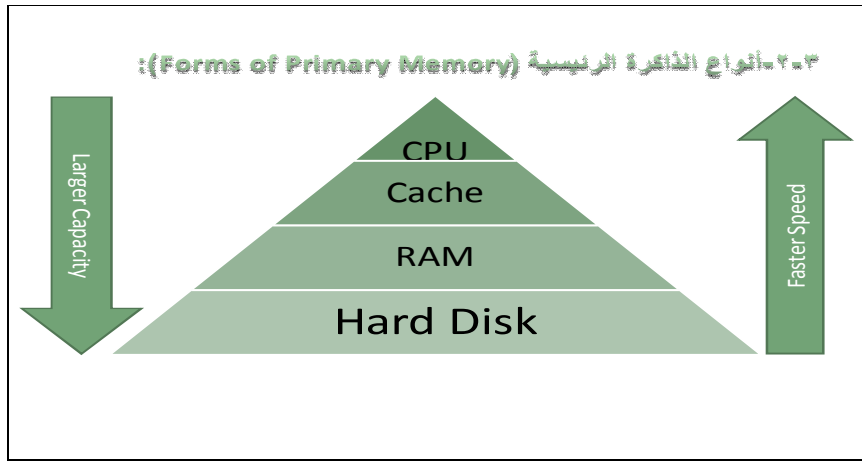 ٣-٢-أنواع الذاكرة الرئيسية (Forms of Primary Memory):
Larger Capacity
CPU
Cache
RAM
Hard Disk
Faster Speed